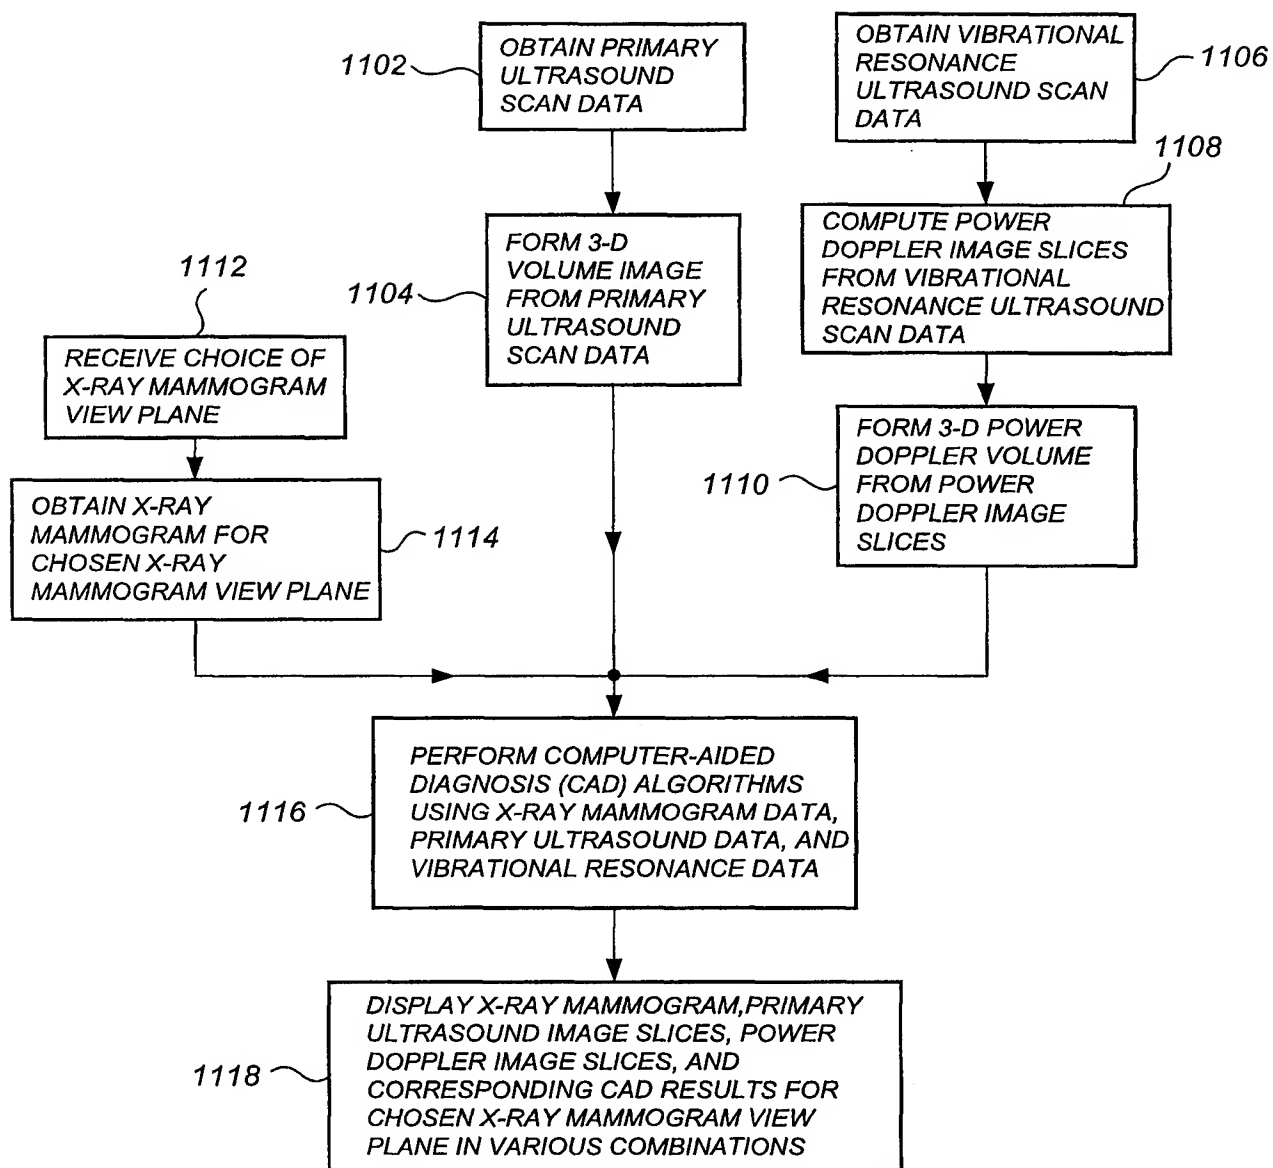 1102
OBTAIN PRIMARY
ULTRASOUND
SCAN DATA
OBTAIN VIBRATIONAL
RESONANCE
ULTRASOUND SCAN
DATA
1106
1108
1112
1104
FORM 3-D
VOLUME IMAGE
FROM PRIMARY
ULTRASOUND
SCAN DATA
COMPUTE POWER
DOPPLER IMAGE SLICES
FROM VIBRATIONAL
RESONANCE ULTRASOUND
SCAN DATA
RECEIVE CHOICE OF
X-RAY MAMMOGRAM
VIEW PLANE
OBTAIN X-RAY
MAMMOGRAM FOR
CHOSEN X-RAY
MAMMOGRAM VIEW PLANE
1114
1110
FORM 3-D POWER
DOPPLER VOLUME
FROM POWER
DOPPLER IMAGE
SLICES
1116
PERFORM COMPUTER-AIDED
DIAGNOSIS (CAD) ALGORITHMS
USING X-RAY MAMMOGRAM DATA,
PRIMARY ULTRASOUND DATA, AND
VIBRATIONAL RESONANCE DATA
1118
DISPLAY X-RAY MAMMOGRAM,PRIMARY
ULTRASOUND IMAGE SLICES, POWER
DOPPLER IMAGE SLICES, AND
CORRESPONDING CAD RESULTS FOR
CHOSEN X-RAY MAMMOGRAM VIEW
PLANE IN VARIOUS COMBINATIONS